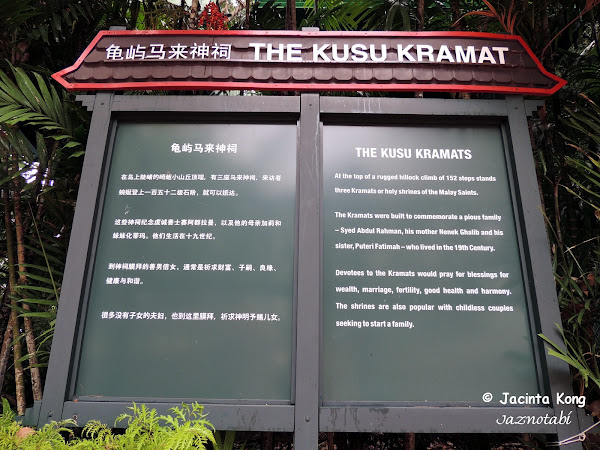 龟屿马来神祠 THE KUSU KRAMAT
龟屿马来神祠
在岛上陡峭的崎岖小山丘顶端，有三座马来神祠，来访者
蜿蜒登上一百五十二级石阶，就可以抵达。
这些神祠纪念虔诚善士赛阿都拉曼，以及他的母亲加莉和
妹妹化蒂玛。他们生活在十九世纪。
到神祠膜拜的善男信女，通常是祈求财富、子嗣、良缘、
健康与和谐。
很多没有子女的夫妇，也到这里膜拜，祈求神明予赐儿女。
THE KUSU KRAMATS
At the top of a rugged hillock climb of 152 steps stands
three Kramats or holy shrines of the Malay Saints.
The Kramats were built to commemorate a pious family
– Syed Abdul Rahman, his mother Nenek Ghalib and his
sister, Puteri Fatimah – who lived in the 19th Century.
Devotees to the Kramats would pray for blessings for
wealth, marriage, fertility, good health and harmony.
The shrines are also popular with childless couples
seeking to start a family.
© Jacinta Kong
Jaznotabi